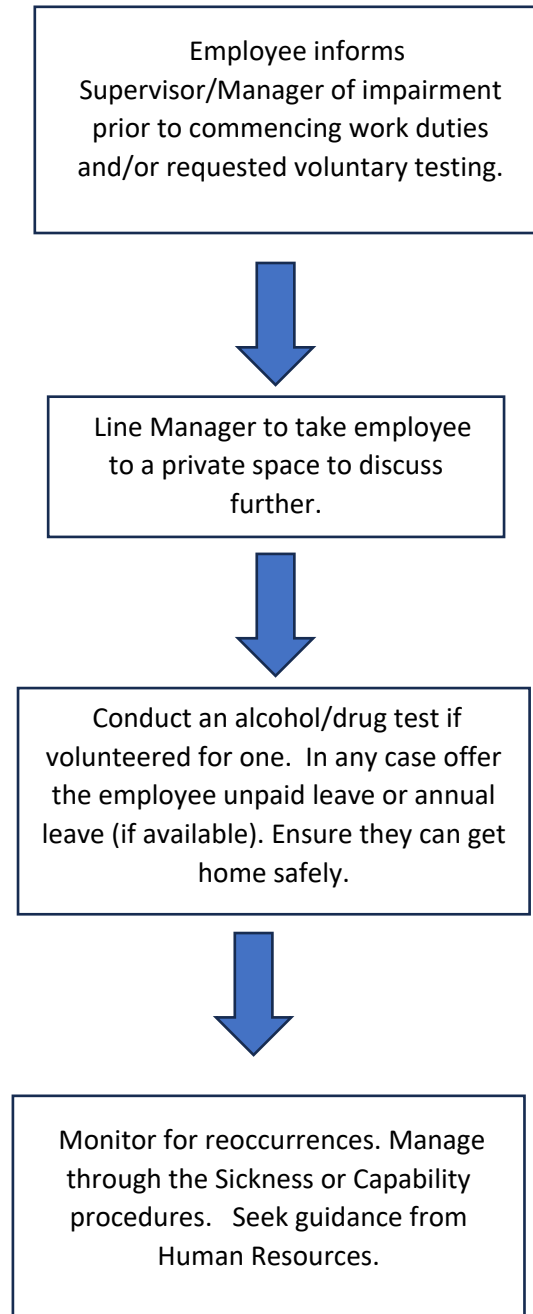 Employee informs
Supervisor/Manager of impairment
prior to commencing work duties
and/or requested voluntary testing.
Line Manager to take employee
to a private space to discuss
further.
Conduct an alcohol/drug test if
volunteered for one.  In any case offer
the employee unpaid leave or annual
leave (if available). Ensure they can get
home safely.
Monitor for reoccurrences. Manage
through the Sickness or Capability
procedures.   Seek guidance from
Human Resources.